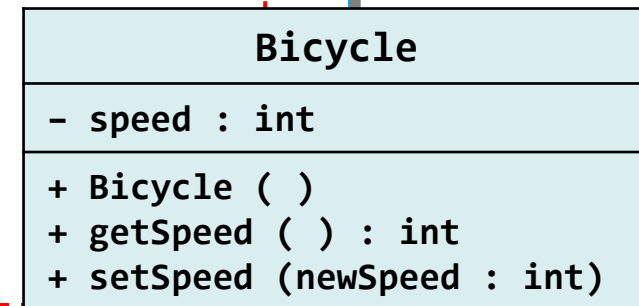 Bicycle
- speed : int
+ Bicycle ( )
+ getSpeed ( ) : int
+ setSpeed (newSpeed : int)